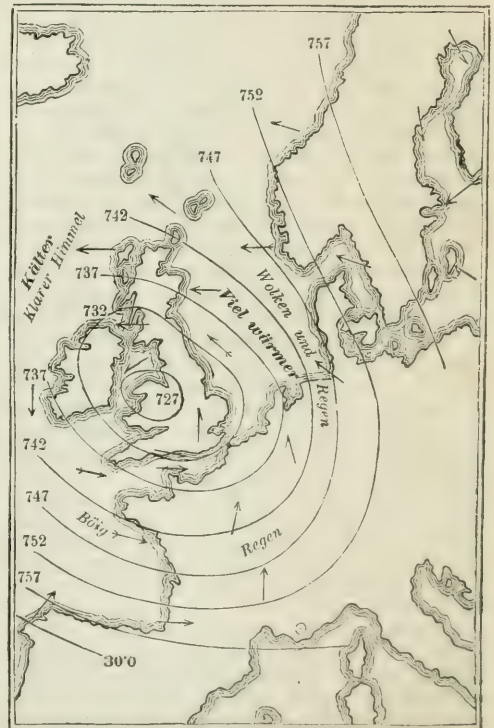 757
752
747
742
Kälter
Klarer Himmel
737
732
Wolken und Regen
Viel wärmer
737
727
742
747
Böig
Regen
752
757
30·0